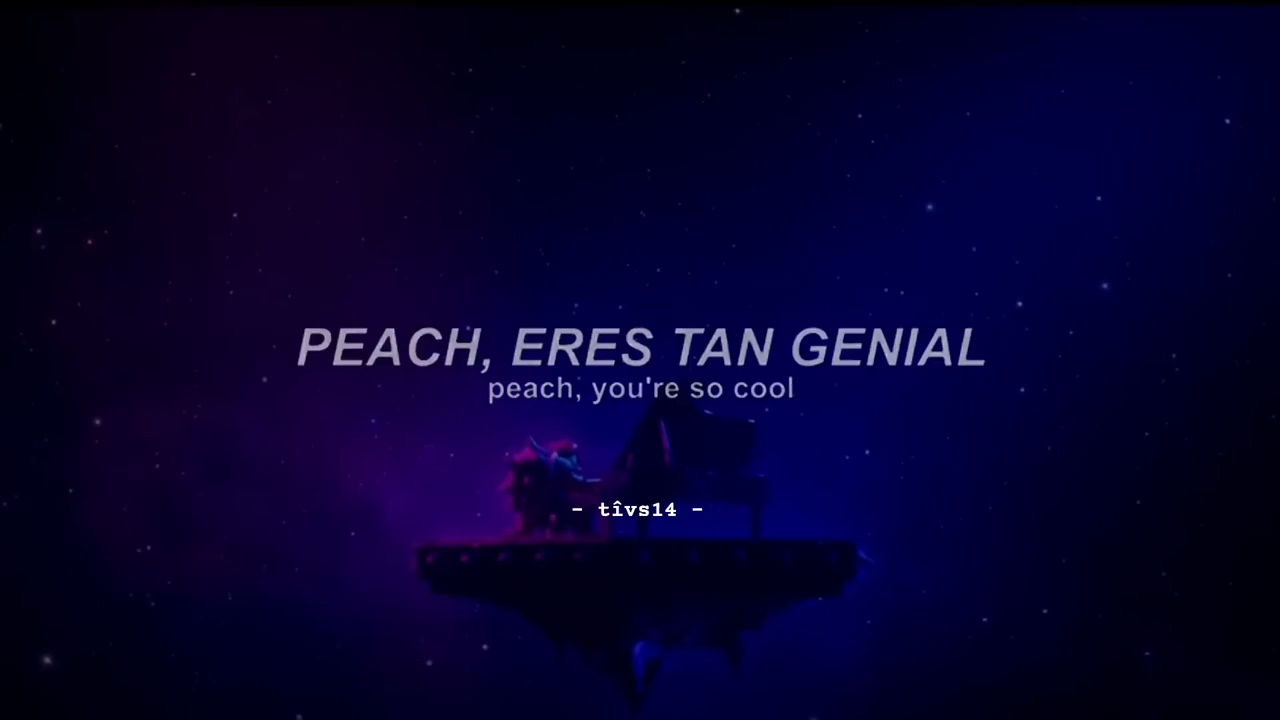 PEACH, ERES TAN GENIAL
peach, you're so cool
- tîvs14 -